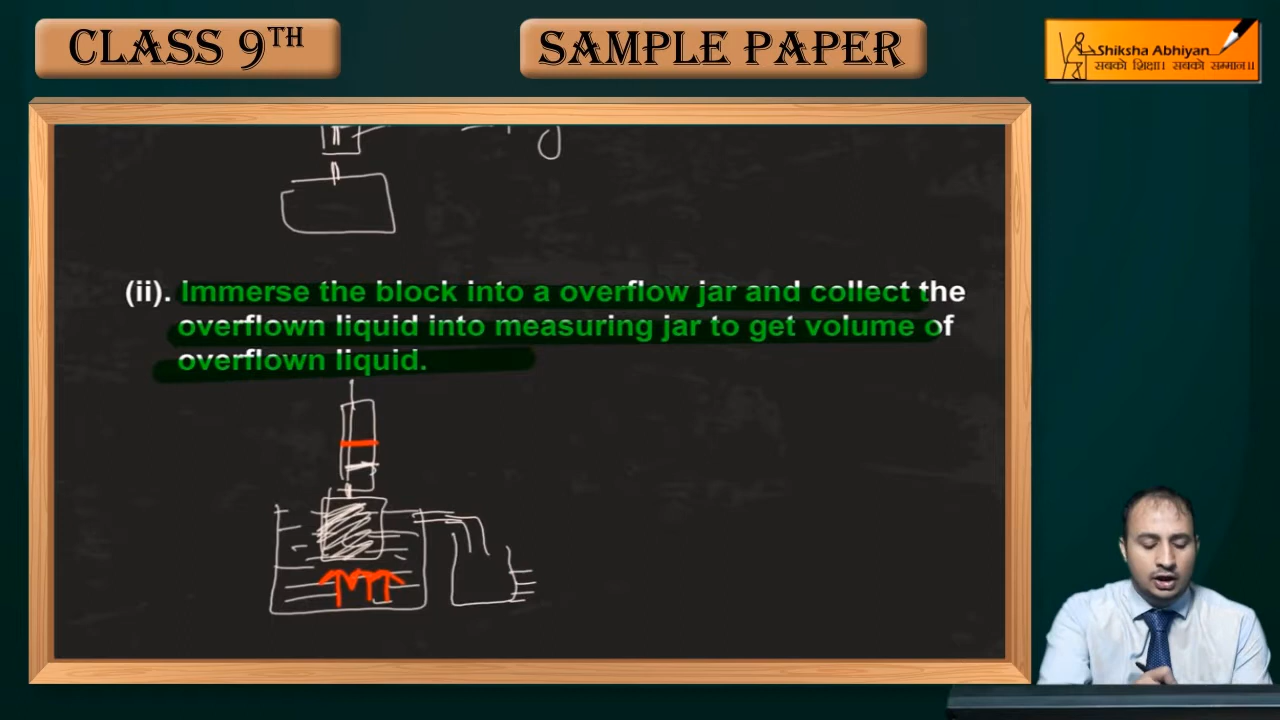 CLASS 9TH
SAMPLE PAPER
Shiksha Abhiyan
सबको शिक्षा। सबको सम्मान॥
(ii). Immerse the block into a overflow jar and collect the
overflown liquid into measuring jar to get volume of
overflown liquid.